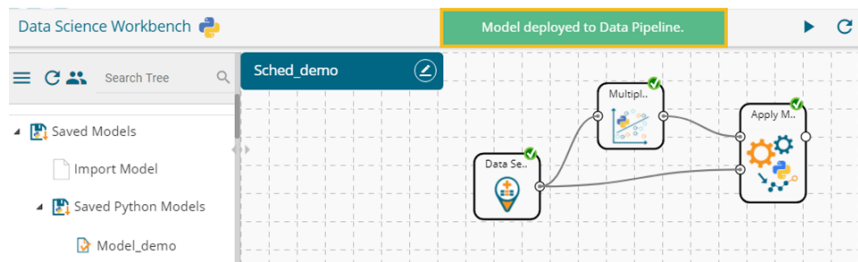 Data Science Workbench
Model deployed to Data Pipeline.
Search Tree
Sched_demo
Saved Models
Import Model
Saved Python Models
Model_demo
Data Se..
Multipl..
Apply M..